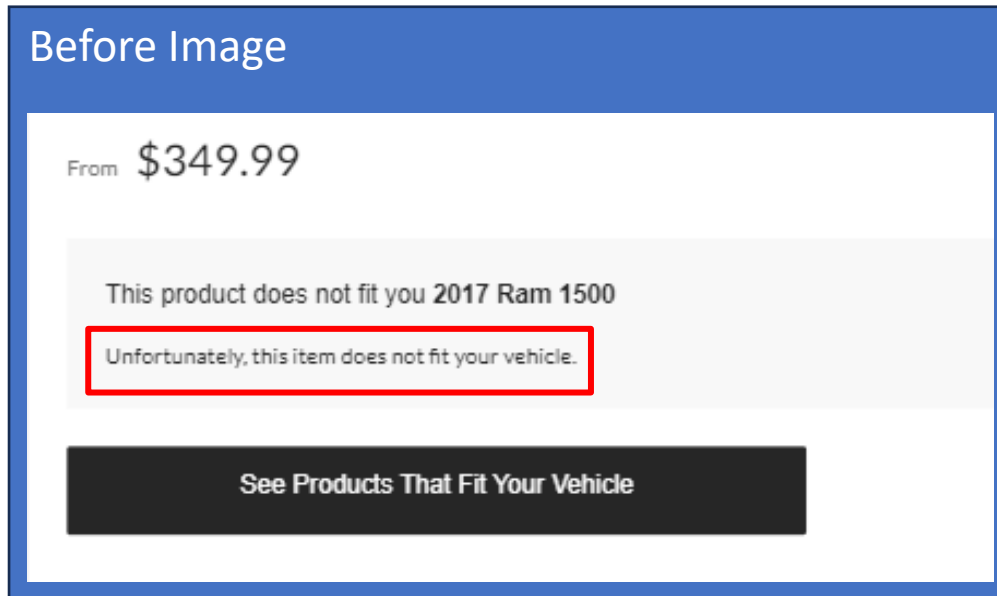 Before Image
From $349.99
This product does not fit you 2017 Ram 1500
Unfortunately, this item does not fit your vehicle.
See Products That Fit Your Vehicle